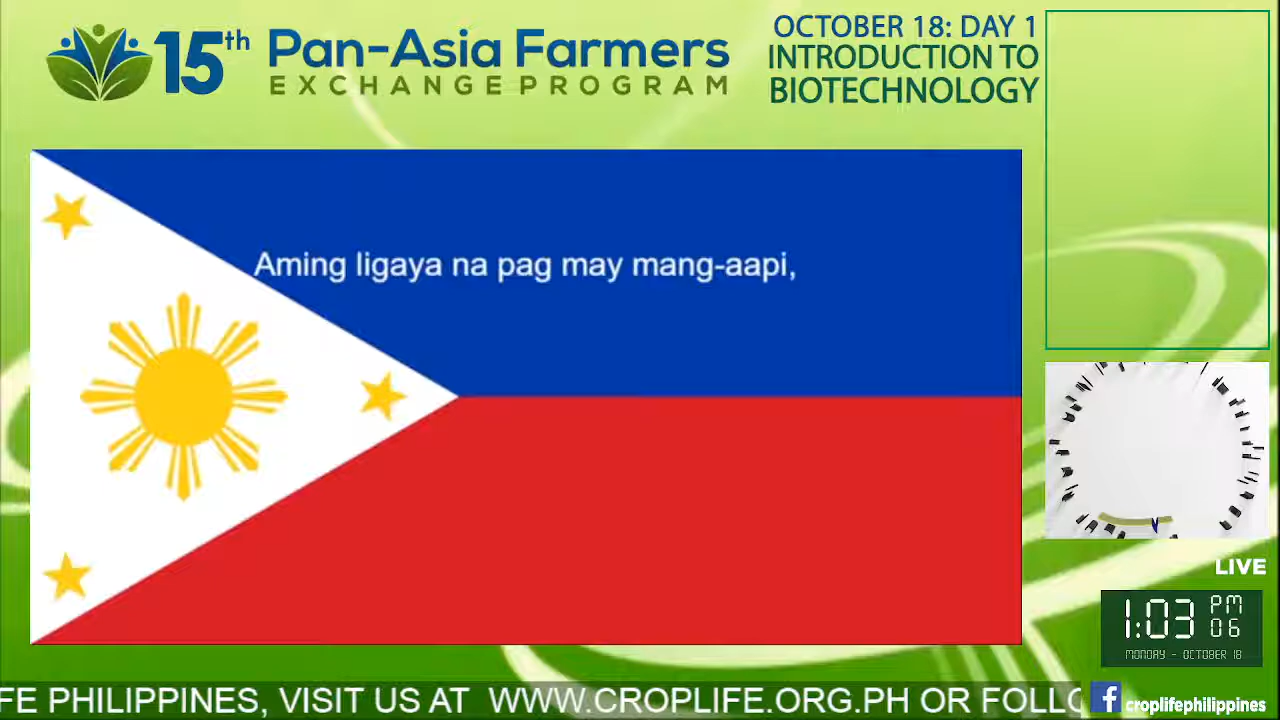 15th Pan-Asia Farmers
EXCHANGE PROGRAM
OCTOBER 18: DAY 1
INTRODUCTION TO
BIOTECHNOLOGY
Aming ligaya na pag may mang-aapi,
LIVE
1:03 PM
06
MONDAY - OCTOBER 18
FE PHILIPPINES, VISIT US AT WWW.CROPLIFE.ORG.PH OR FOLLO
f croplifephilippines